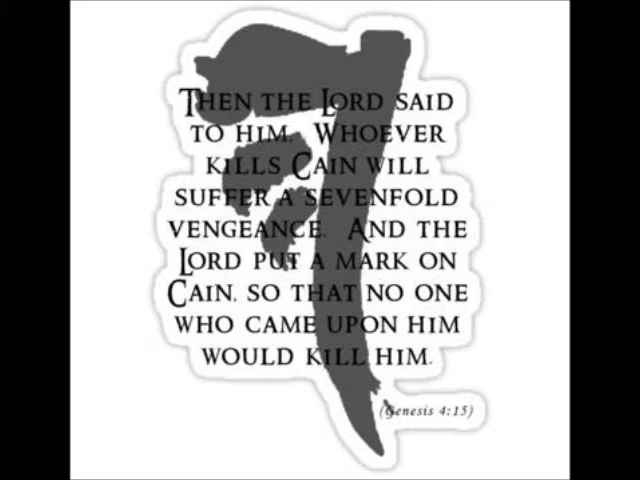 Then the Lord said
to him, Whoever
kills Cain will
suffer a sevenfold
vengeance. And the
Lord put a mark on
Cain, so that no one
who came upon him
would kill him.
(Genesis 4:15)